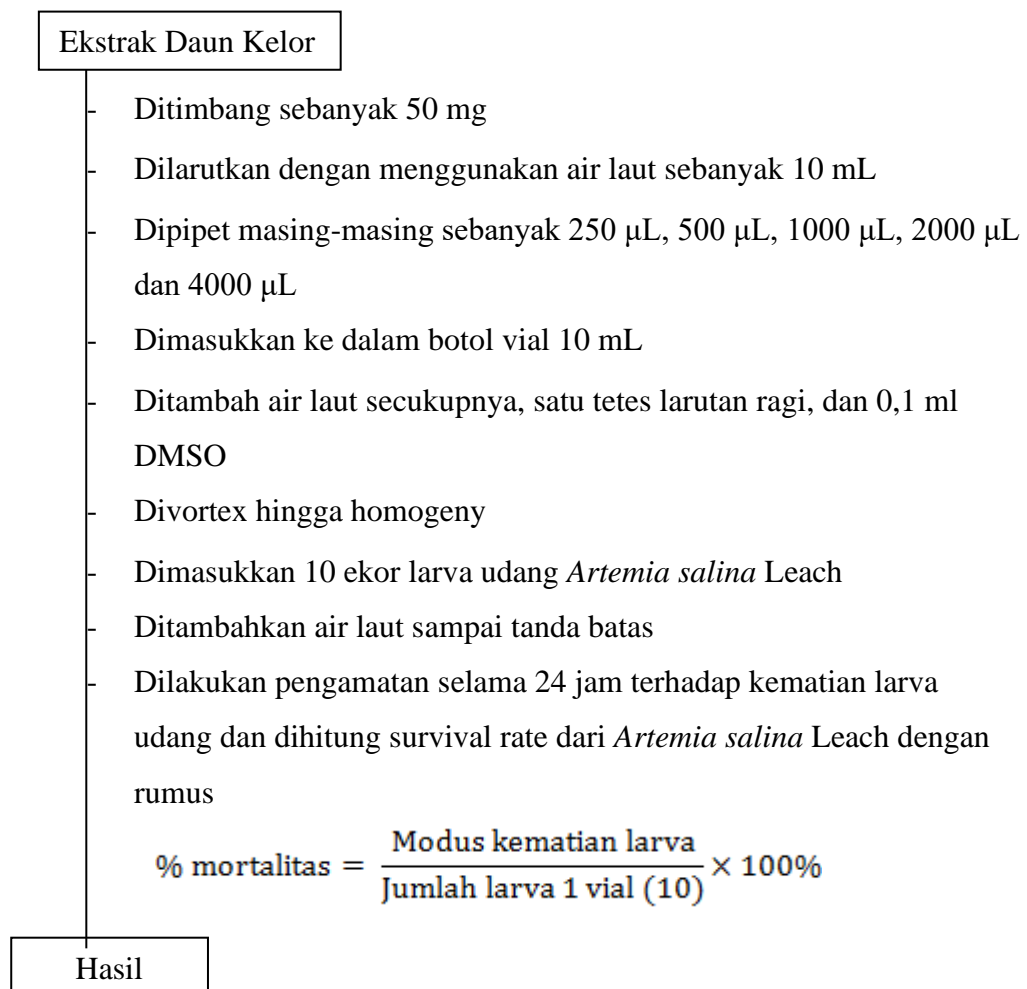 Ekstrak Daun Kelor
- Ditimbang sebanyak 50 mg
- Dilarutkan dengan menggunakan air laut sebanyak 10 mL
- Dipipet masing-masing sebanyak 250 μL, 500 μL, 1000 μL, 2000 μL
dan 4000 μL
- Dimasukkan ke dalam botol vial 10 mL
- Ditambah air laut secukupnya, satu tetes larutan ragi, dan 0,1 ml
DMSO
- Divortex hingga homogeny
- Dimasukkan 10 ekor larva udang Artemia salina Leach
- Ditambahkan air laut sampai tanda batas
- Dilakukan pengamatan selama 24 jam terhadap kematian larva
udang dan dihitung survival rate dari Artemia salina Leach dengan
rumus
% mortalitas = Modus kematian larva / Jumlah larva 1 vial (10) × 100%
Hasil